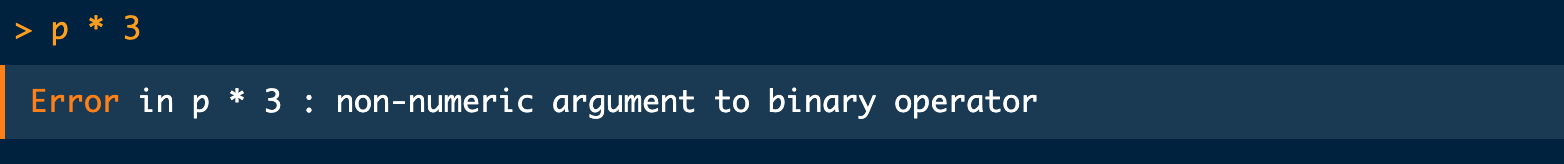 > p * 3
Error in p * 3 : non-numeric argument to binary operator